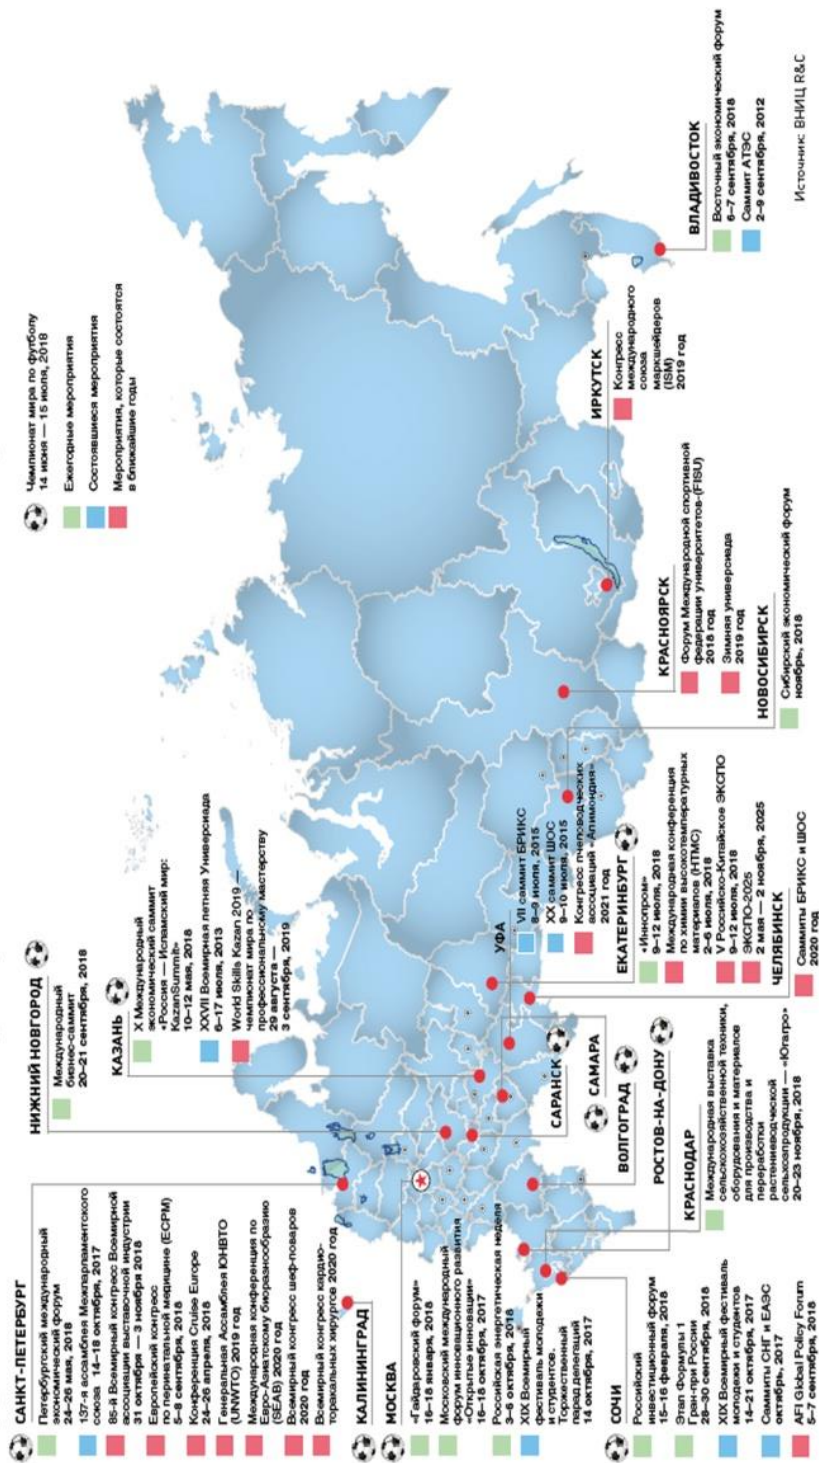 Чемпионат мира по футболу
14 июня — 15 июля, 2018
Ежегодные мероприятия
Состоявшиеся мероприятия
Мероприятия, которые состоятся
в ближайшие годы
САНКТ-ПЕТЕРБУРГ
Петербургский международный
экономический форум
24–26 мая, 2018
137-я ассамблея Межпарламентского
союза 14–18 октября, 2017
85-й Всемирный конгресс Всемирной
ассоциации выставочной индустрии
31 октября — 3 ноября 2018
Европейский конгресс
по перинатальной медицине (ECPM)
5–8 сентября, 2018
Конференция Cruise Europe
24–26 апреля, 2018
Генеральная Ассамблея ЮНВТО
(UNWTO) 2019 год
Международная конференция по
Евро-Азиатскому биоразнообразию
(SEAB) 2020 год
Всемирный конгресс шеф-поваров
2020 год
Всемирный конгресс кардио-
торакальных хирургов 2020 год
КАЛИНИНГРАД
МОСКВА
«Гайдаровский форум»
16–18 января, 2018
Московский международный
форум инновационного развития
«Открытые инновации»
16–18 октября, 2017
Российская энергетическая неделя
3–6 октября, 2018
XIX Всемирный
фестиваль молодежи
и студентов.
Торжественный
парад делегаций
14 октября, 2017
СОЧИ
Российский
инвестиционный форум
15–16 февраля, 2018
Этап Формулы 1
Гран-при России
28–30 сентября, 2018
XIX Всемирный фестиваль
молодежи и студентов
14–21 октября, 2017
Саммиты СНГ и ЕАЭС
октябрь, 2017
AFI Global Policy Forum
5–7 сентября, 2018
НИЖНИЙ НОВГОРОД
Международный
бизнес-саммит
20–21 сентября, 2018
КАЗАНЬ
X Международный
экономический саммит
«Россия — Исламский мир:
KazanSummit»
10–12 мая, 2018
XXVII Всемирная летняя Универсиада
6–17 июля, 2013
World Skills Kazan 2019 —
чемпионат мира по
профессиональному мастерству
29 августа —
3 сентября, 2019
САРАНСК
САМАРА
ВОЛГОГРАД
РОСТОВ-НА-ДОНУ
КРАСНОДАР
Международная выставка
сельскохозяйственной техники,
оборудования и материалов
для производства и
переработки
растениеводческой
сельхозпродукции — «Югагро»
20–23 ноября, 2018
УФА
VII саммит БРИКС
8–9 июля, 2015
XX саммит ШОС
9–10 июля, 2015
Конгресс пчеловодческих
ассоциаций «Апимондия»
2021 год
ЕКАТЕРИНБУРГ
«Иннопром»
9–12 июля, 2018
Международная конференция
по химии высокотемпературных
материалов (HTMC)
2–6 июля, 2018
V Российско-Китайское ЭКСПО
9–12 июля, 2018
ЭКСПО-2025
2 мая — 2 ноября, 2025
ЧЕЛЯБИНСК
Саммиты БРИКС и ШОС
2020 год
КРАСНОЯРСК
Форум Международной спортивной
федерации университетов-(FISU)
2018 год
Зимняя универсиада
2019 год
НОВОСИБИРСК
Сибирский экономический форум
ноябрь, 2018
ИРКУТСК
Конгресс
международного
союза
маркшейдеров
(ISM)
2019 год
ВЛАДИВОСТОК
Восточный экономический форум
6–7 сентября, 2018
Саммит АТЭС
2–9 сентября, 2012
Источник: ВНИЦ R&C